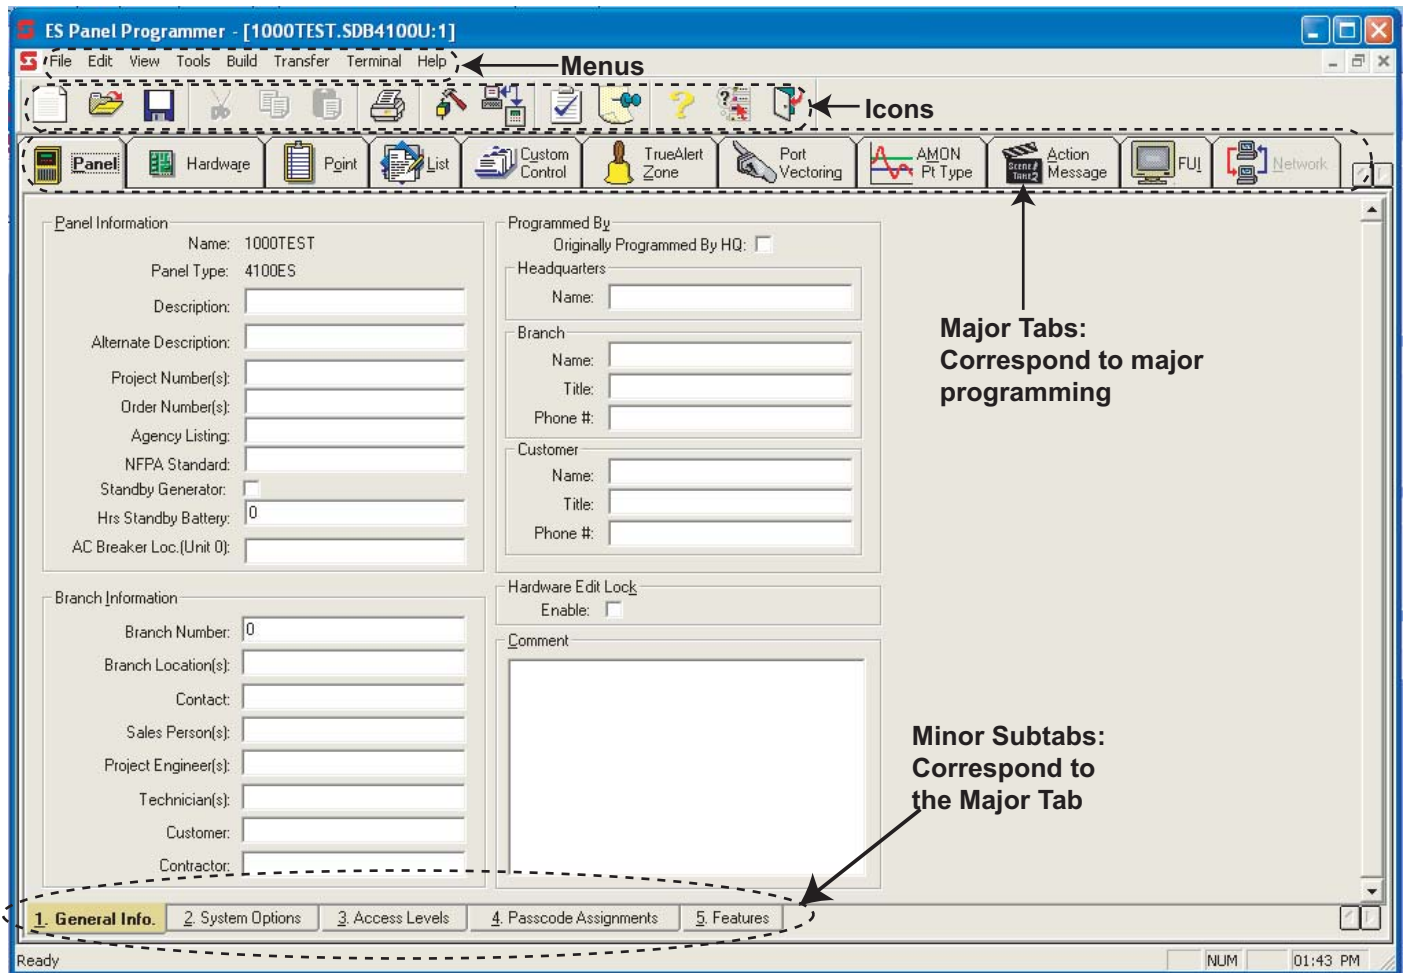 ES Panel Programmer - [1000TEST.SDB4100U:1]
File Edit View Tools Build Transfer Terminal Help
Menus
Icons
Panel
Hardware
Point
List
Custom Control
TrueAlert Zone
Port Vectoring
AMON Pt Type
Scene1 Take2
Action Message
FUI
Network
Panel Information
Name: 1000TEST
Panel Type: 4100ES
Description:
Alternate Description:
Project Number(s):
Order Number(s):
Agency Listing:
NFPA Standard:
Standby Generator:
Hrs Standby Battery: 0
AC Breaker Loc.(Unit 0):
Branch Information
Branch Number: 0
Branch Location(s):
Contact:
Sales Person(s):
Project Engineer(s):
Technician(s):
Customer:
Contractor:
Programmed By
Originally Programmed By HQ:
Headquarters
Name:
Branch
Name:
Title:
Phone #:
Customer
Name:
Title:
Phone #:
Hardware Edit Lock
Enable:
Comment
Major Tabs:
Correspond to major
programming
Minor Subtabs:
Correspond to
the Major Tab
1. General Info.
2. System Options
3. Access Levels
4. Passcode Assignments
5. Features
Ready
NUM
01:43 PM